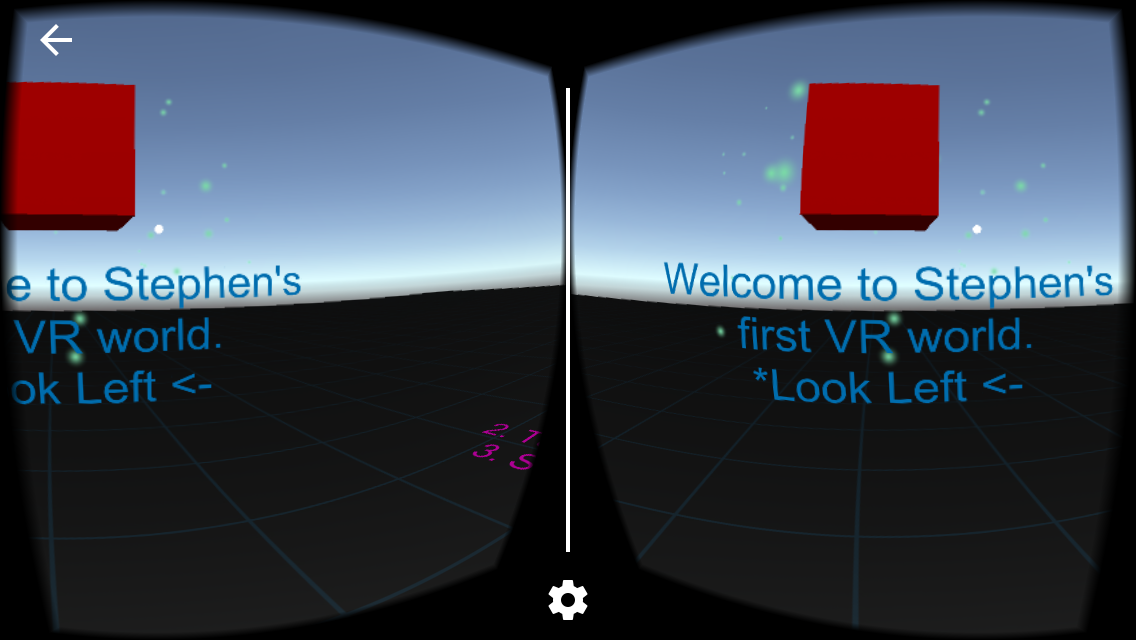 e to Stephen's
VR world.
ok Left <-
2. T
3. S
Welcome to Stephen's
first VR world.
*Look Left <-